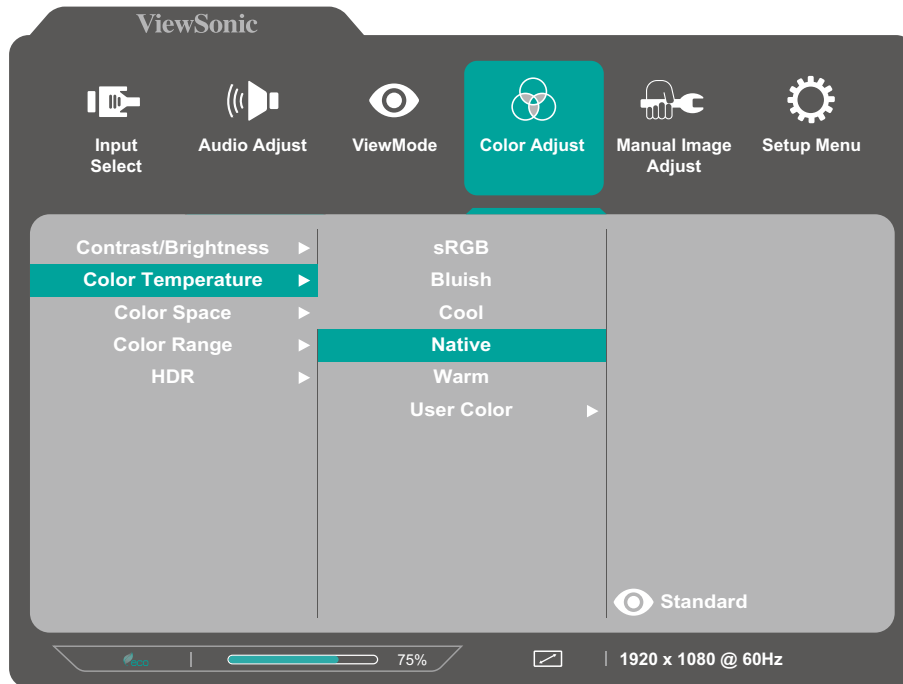 ViewSonic
Input
Select
Audio Adjust
ViewMode
Color Adjust
Manual Image
Adjust
Setup Menu
Contrast/Brightness
Color Temperature
Color Space
Color Range
HDR
sRGB
Bluish
Cool
Native
Warm
User Color
Standard
eco
75%
1920 x 1080 @ 60Hz